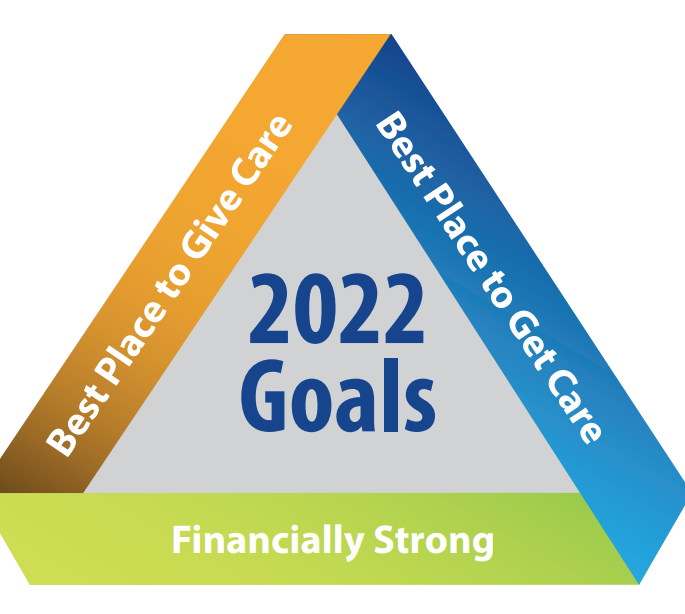 Best Place to Give Care
Best Place to Get Care
2022
Goals
Financially Strong